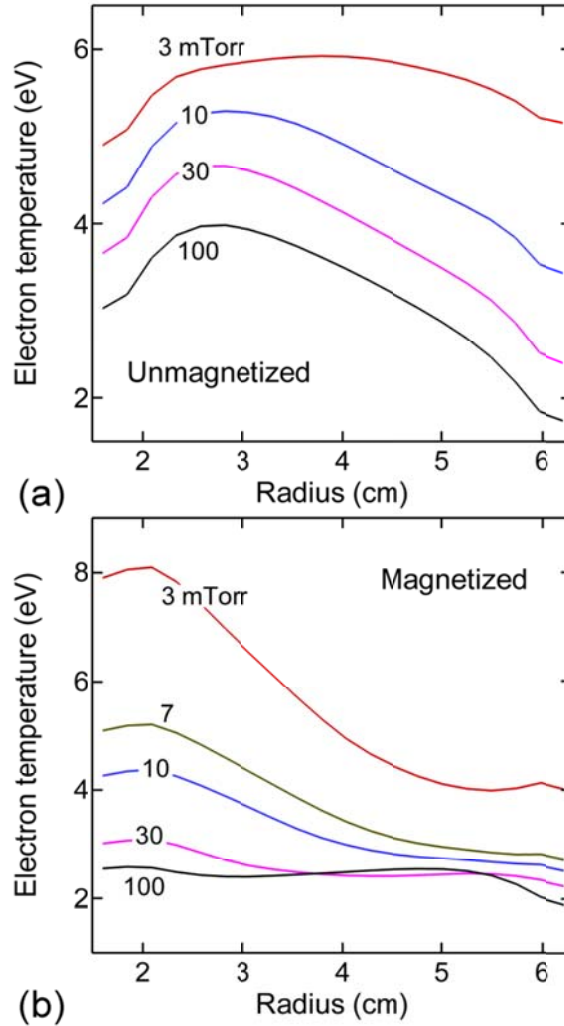 6
4
2
Electron temperature (eV)
3 mTorr
10
30
100
Unmagnetized
2 3 4 5 6
Radius (cm)
(a)
8
6
4
2
Electron temperature (eV)
Magnetized
3 mTorr
7
10
30
100
2 3 4 5 6
Radius (cm)
(b)